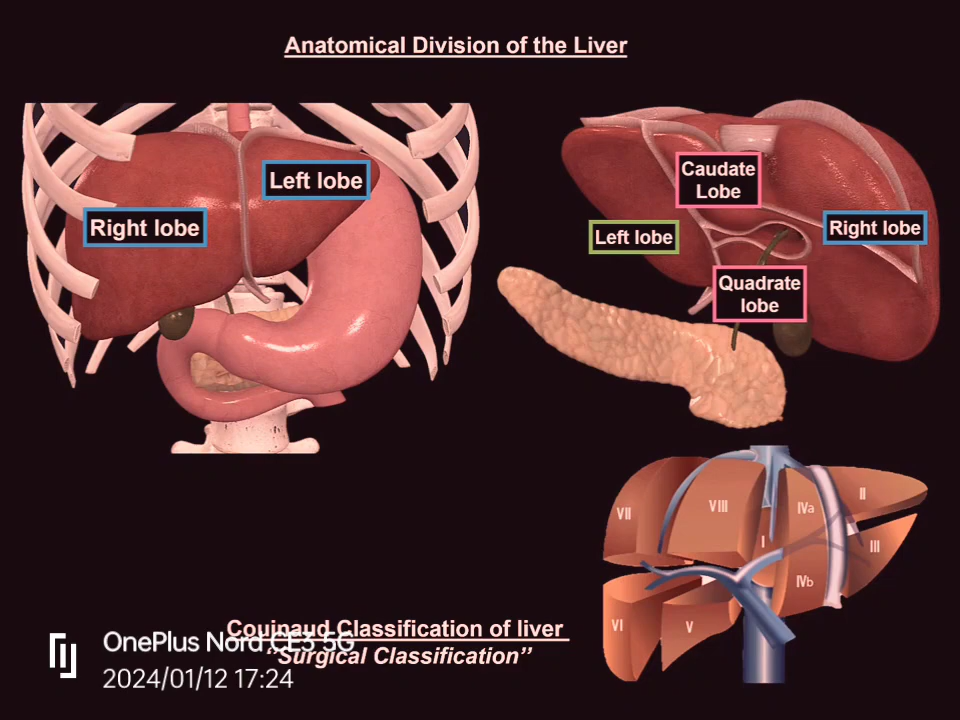 Anatomical Division of the Liver
Left lobe
Right lobe
Caudate
Lobe
Left lobe
Right lobe
Quadrate
lobe
II
VIII
IVa
VII
I
III
IVb
VI
V
Couinaud Classification of liver
‘‘Surgical Classification’’
OnePlus Nord CE3 5G
2024/01/12 17:24